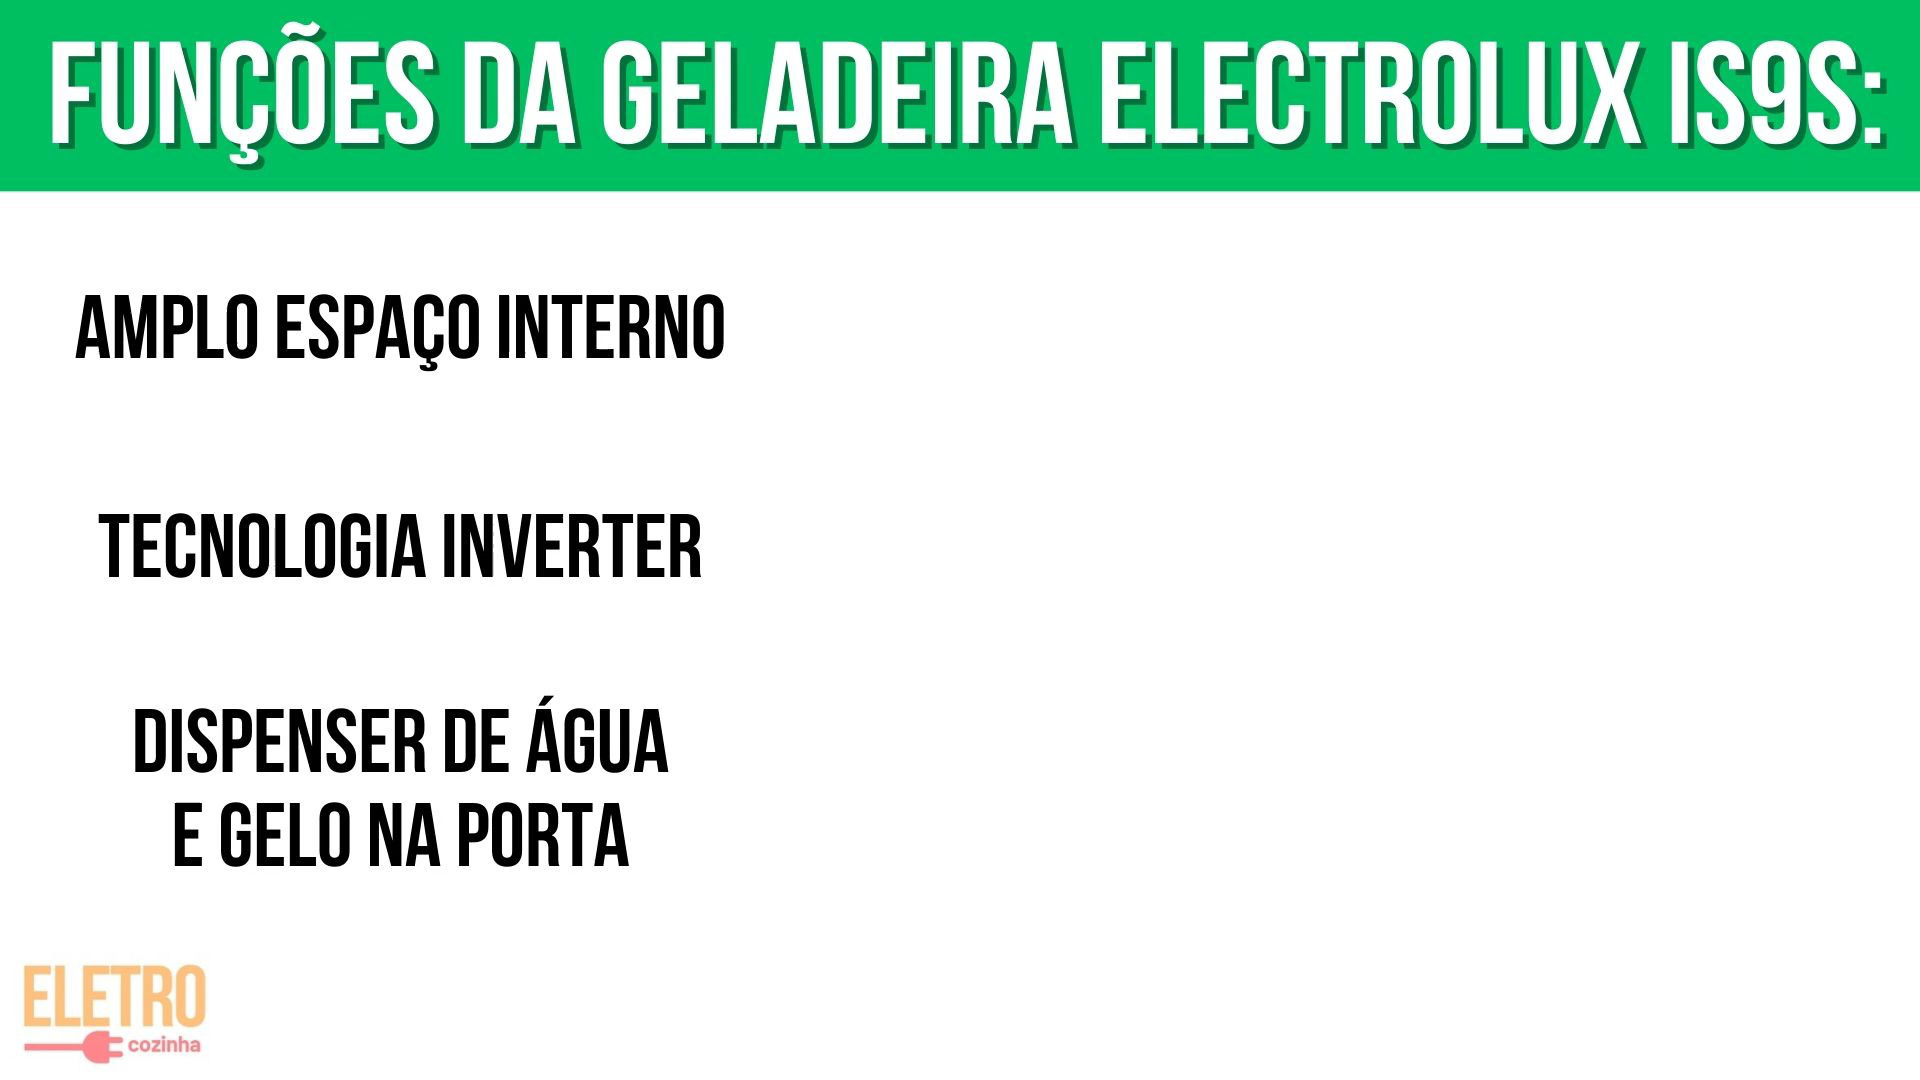 FUNÇÕES DA GELADEIRA ELECTROLUX IS9S:
AMPLO ESPAÇO INTERNO
TECNOLOGIA INVERTER
DISPENSER DE ÁGUA
E GELO NA PORTA
ELETRO
cozinha